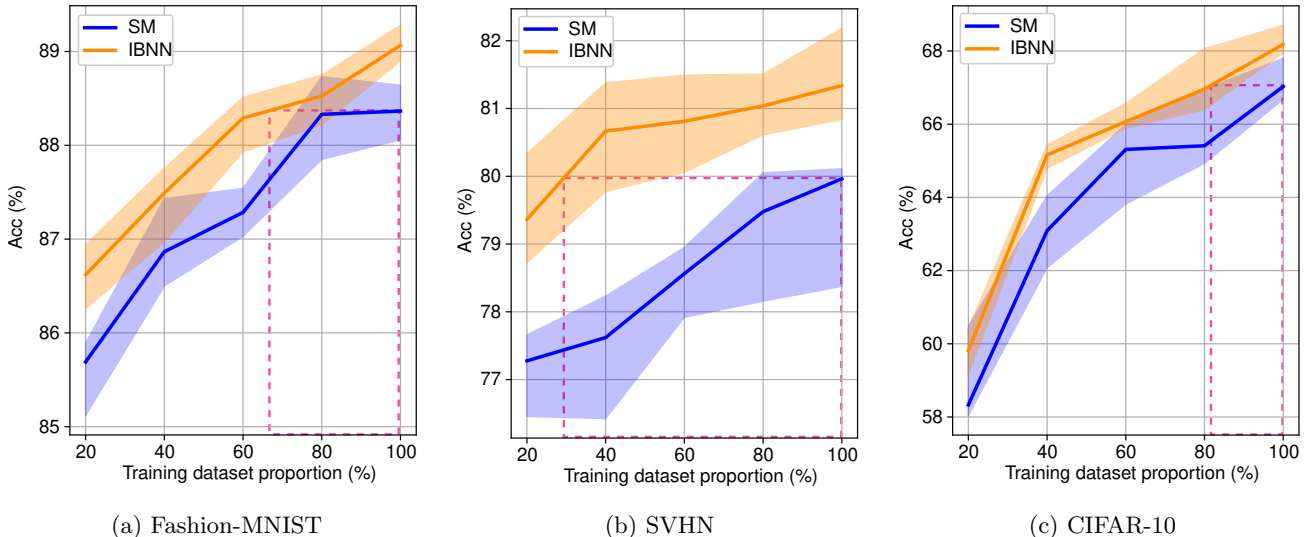 SM
IBNN
89
88
87
86
85
Acc (%)
20 40 60 80 100
Training dataset proportion (%)
(a) Fashion-MNIST
SM
IBNN
82
81
80
79
78
77
Acc (%)
20 40 60 80 100
Training dataset proportion (%)
(b) SVHN
SM
IBNN
68
66
64
62
60
58
Acc (%)
20 40 60 80 100
Training dataset proportion (%)
(c) CIFAR-10